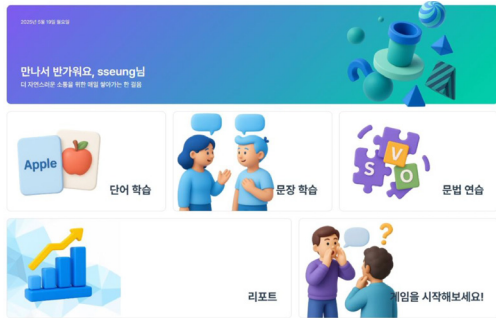 2025년 5월 19일 월요일
만나서 반가워요, sseung님
더 자연스러운 소통을 위한 매일 쌓아가는 한 걸음
Apple
단어 학습
문장 학습
S V O
문법 연습
리포트
?
게임을 시작해보세요!